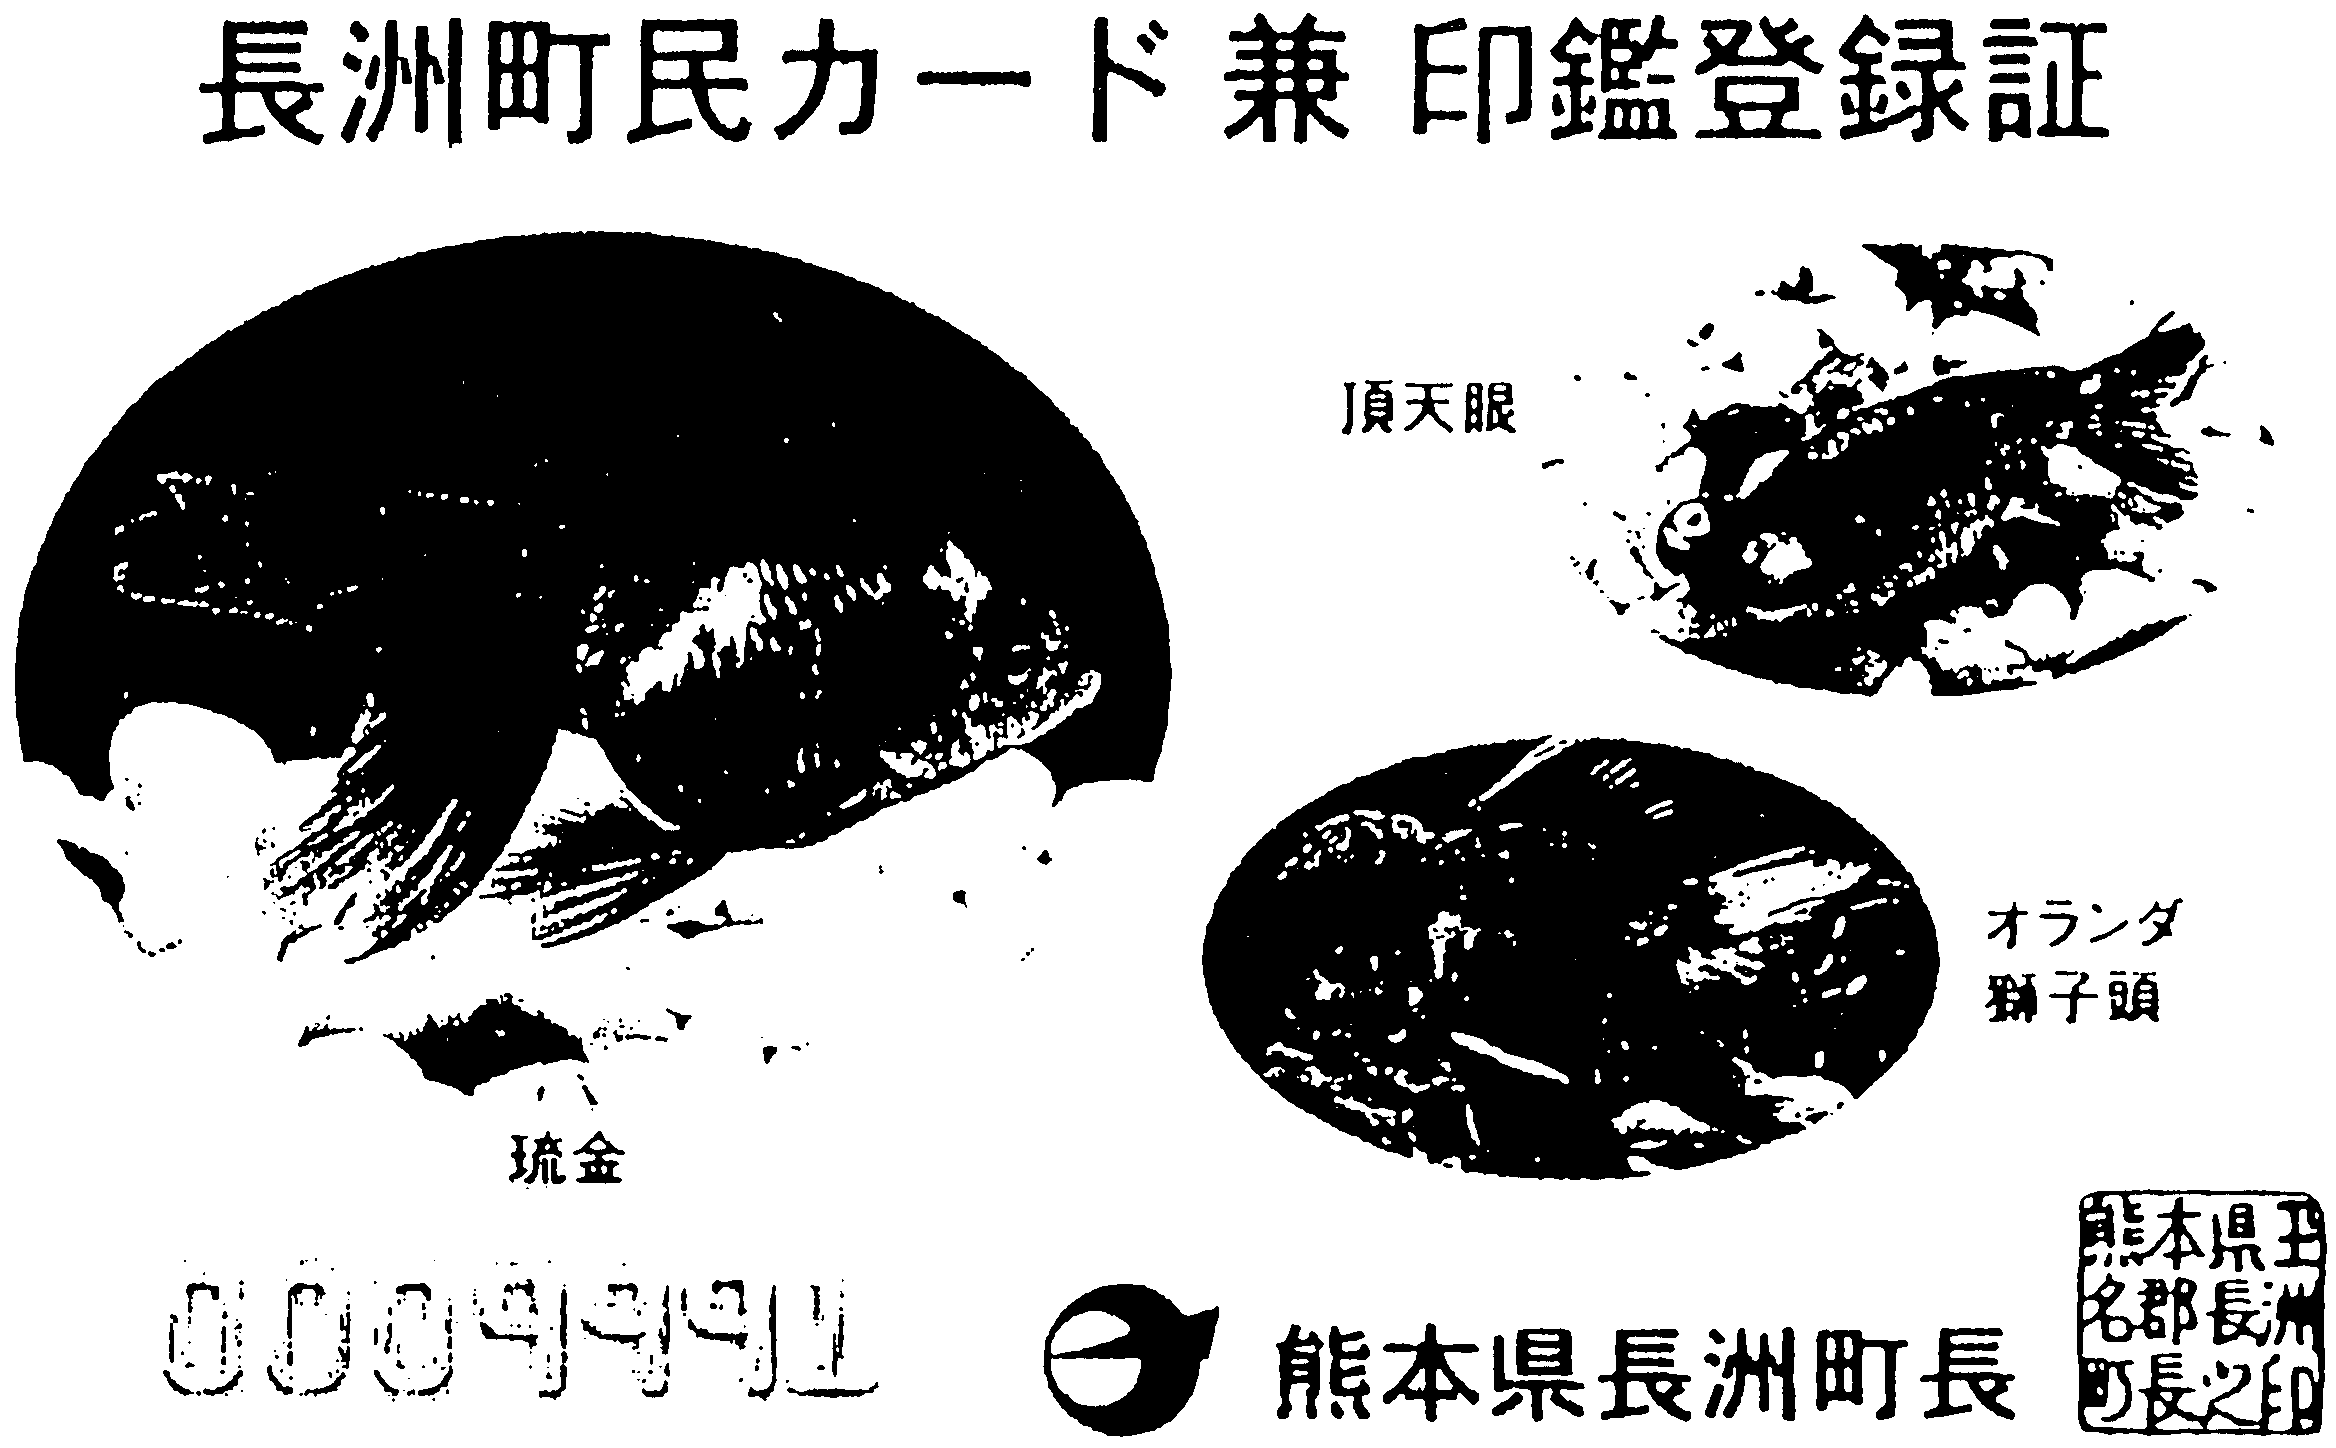 長洲町民カード兼 印鑑登録証
頂天眼
オランダ
獅子頭
琉金
0009991
熊本県長洲町長
熊本県玉
名郡長洲
町長之印